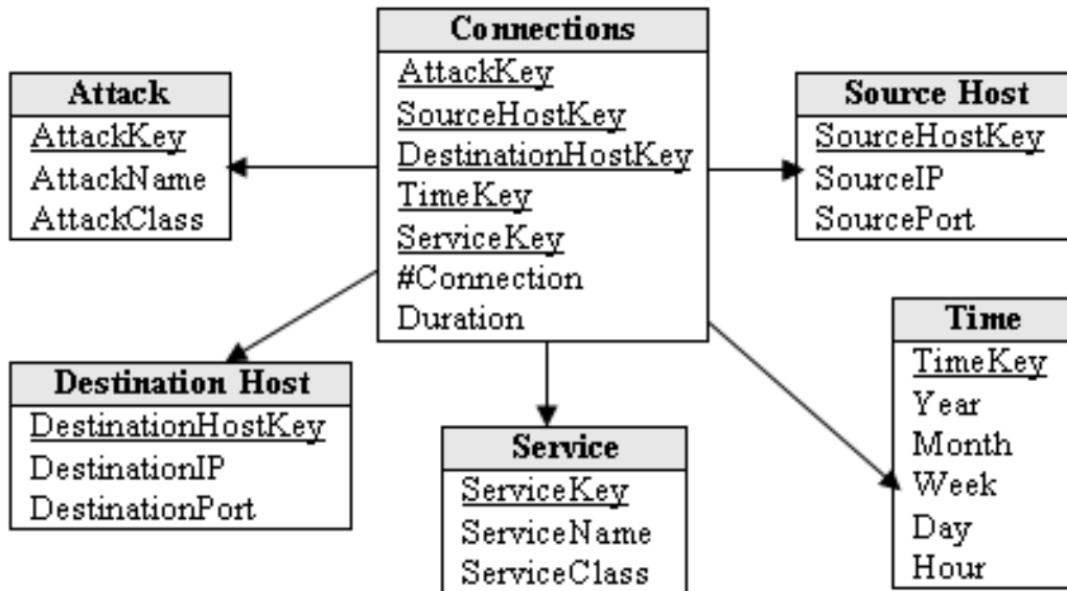 Connections
AttackKey
SourceHostKey
DestinationHostKey
TimeKey
ServiceKey
#Connection
Duration
Attack
AttackKey
AttackName
AttackClass
Source Host
SourceHostKey
SourceIP
SourcePort
Destination Host
DestinationHostKey
DestinationIP
DestinationPort
Service
ServiceKey
ServiceName
ServiceClass
Time
TimeKey
Year
Month
Week
Day
Hour